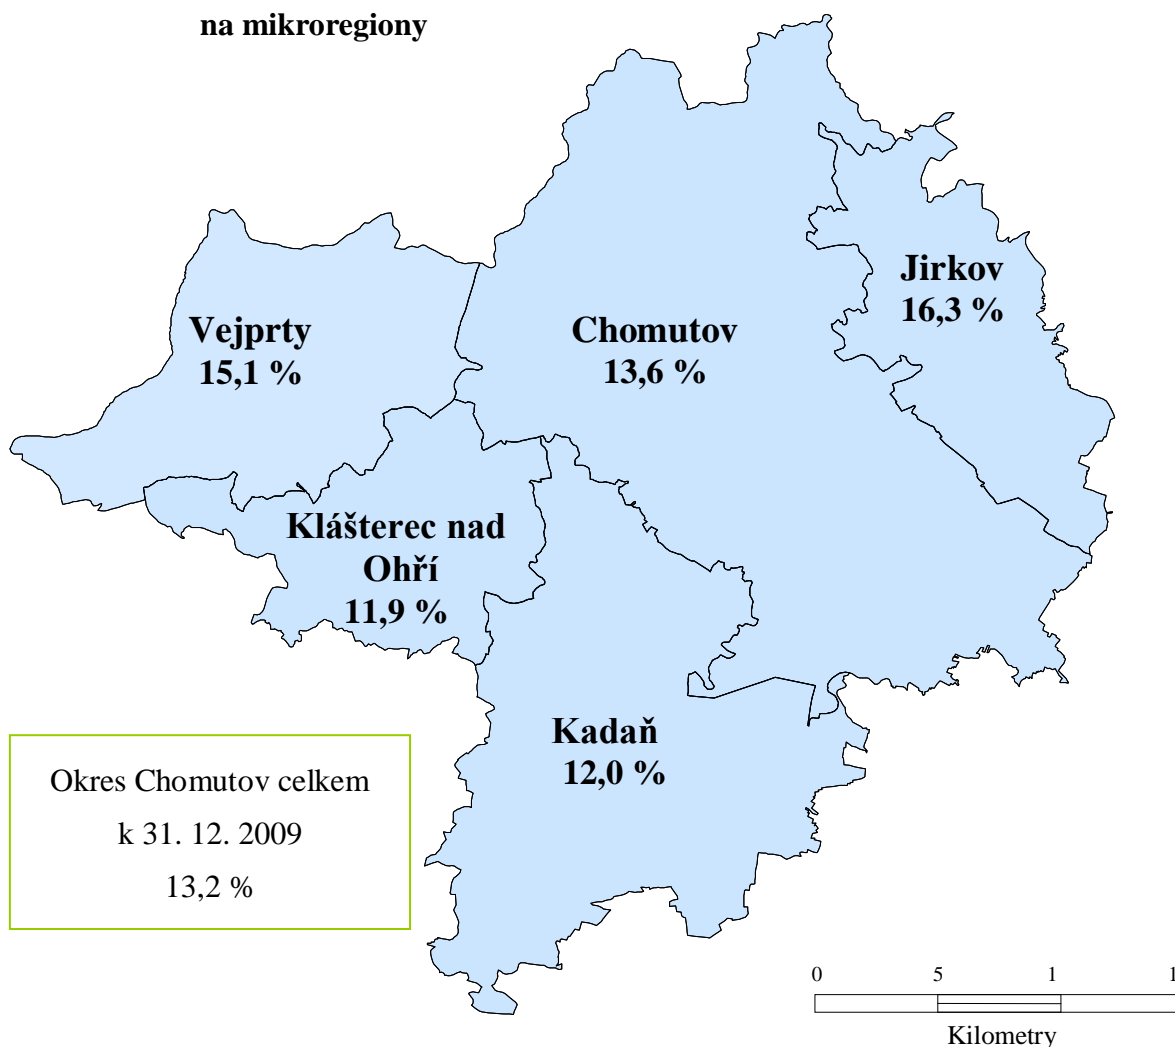 na mikroregiony
Jirkov
16,3 %
Vejprty
15,1 %
Chomutov
13,6 %
Klášterec nad
Ohří
11,9 %
Kadaň
12,0 %
Okres Chomutov celkem
k 31. 12. 2009
13,2 %
0 5 1 1
Kilometry